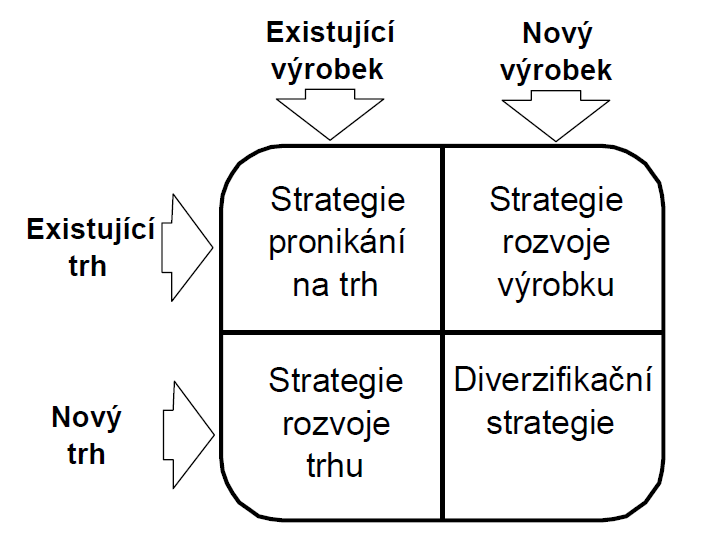 Existující
výrobek
Nový
výrobek
Existující
trh
Strategie
pronikání
na trh
Strategie
rozvoje
výrobku
Nový
trh
Strategie
rozvoje
trhu
Diverzifikační
strategie